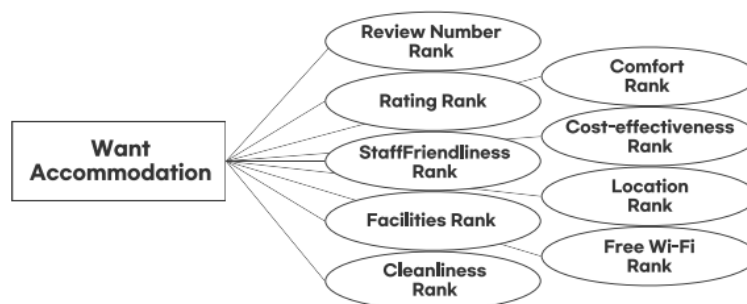 Want
Accommodation
Review Number
Rank
Rating Rank
StaffFriendliness
Rank
Facilities Rank
Cleanliness
Rank
Comfort
Rank
Cost-effectiveness
Rank
Location
Rank
Free Wi-Fi
Rank